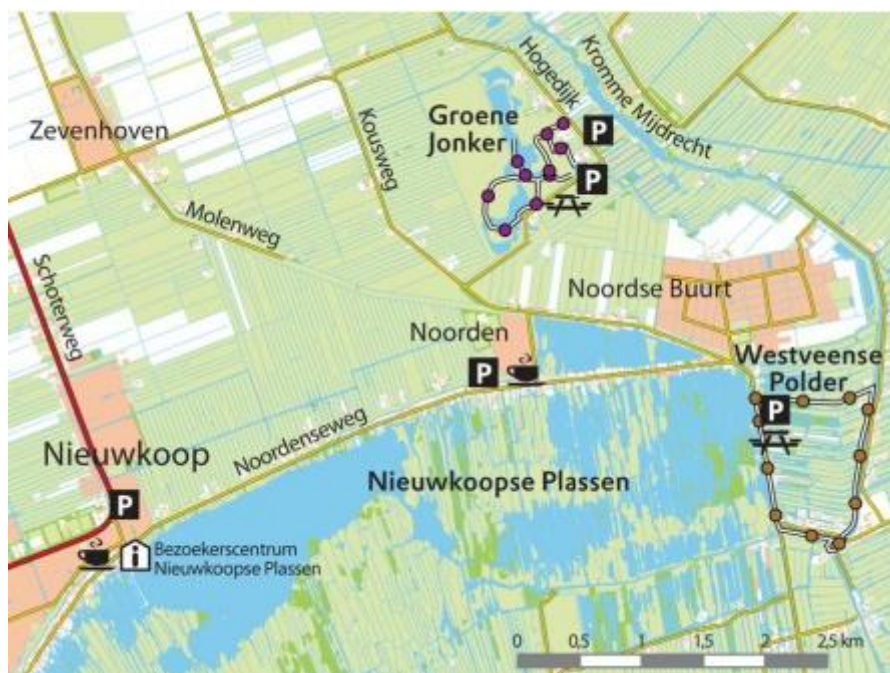 Hogedijk
Kromme Mijdrecht
Zevenhoven
Kousweg
Groene
Jonker
P
P
Molenweg
Schoterweg
Noordse Buurt
Noorden
P
Westveense
Polder
P
Noordenseweg
Nieuwkoop
Nieuwkoopse Plassen
P
i
Bezoekerscentrum
Nieuwkoopse Plassen
0 0,5 1 1,5 2 2,5 km